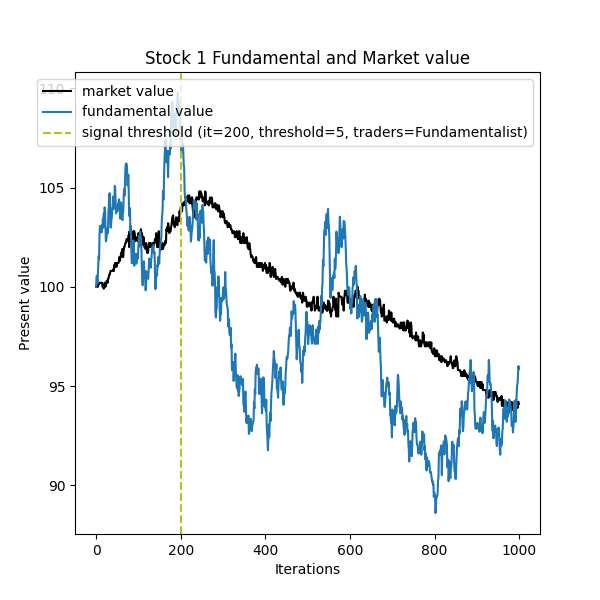 Stock 1 Fundamental and Market value
market value
fundamental value
signal threshold (it=200, threshold=5, traders=Fundamentalist)
110
105
100
95
90
Present value
0 200 400 600 800 1000
Iterations